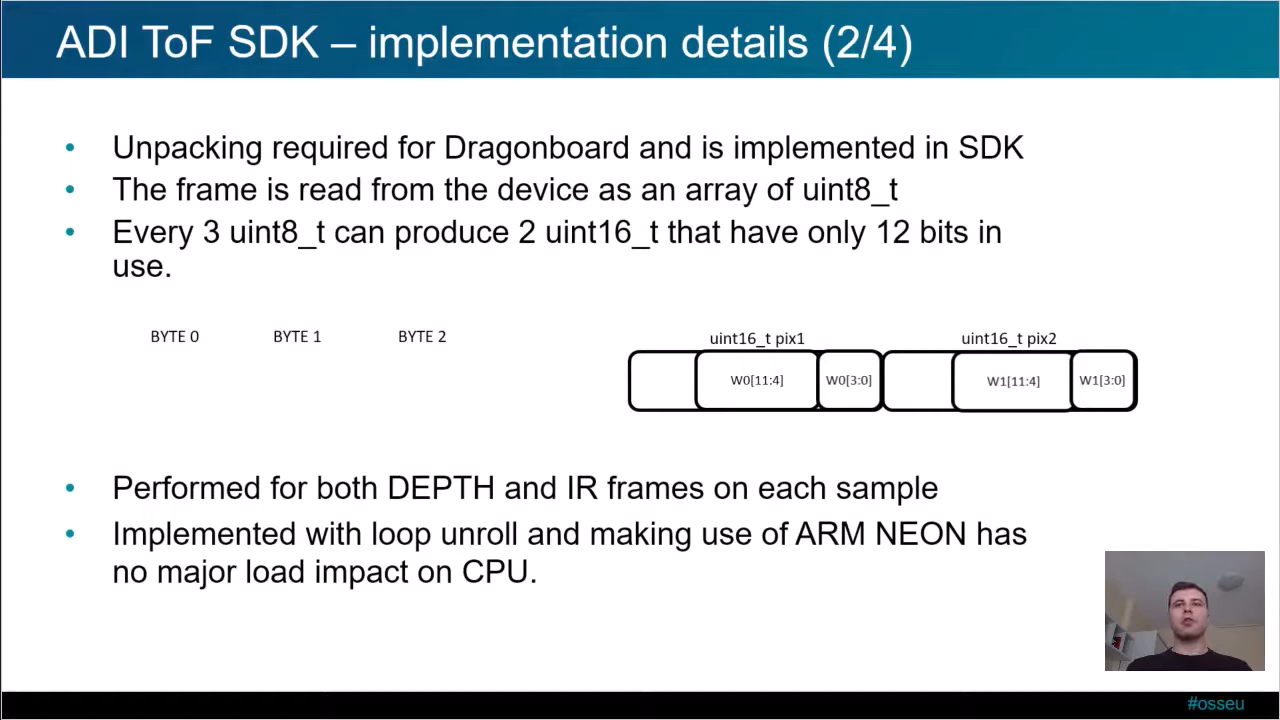 ADI ToF SDK – implementation details (2/4)
• Unpacking required for Dragonboard and is implemented in SDK
• The frame is read from the device as an array of uint8_t
• Every 3 uint8_t can produce 2 uint16_t that have only 12 bits in
use.
BYTE 0 BYTE 1 BYTE 2
uint16_t pix1 uint16_t pix2
W0[11:4] W0[3:0] W1[11:4] W1[3:0]
• Performed for both DEPTH and IR frames on each sample
• Implemented with loop unroll and making use of ARM NEON has
no major load impact on CPU.
#osseu